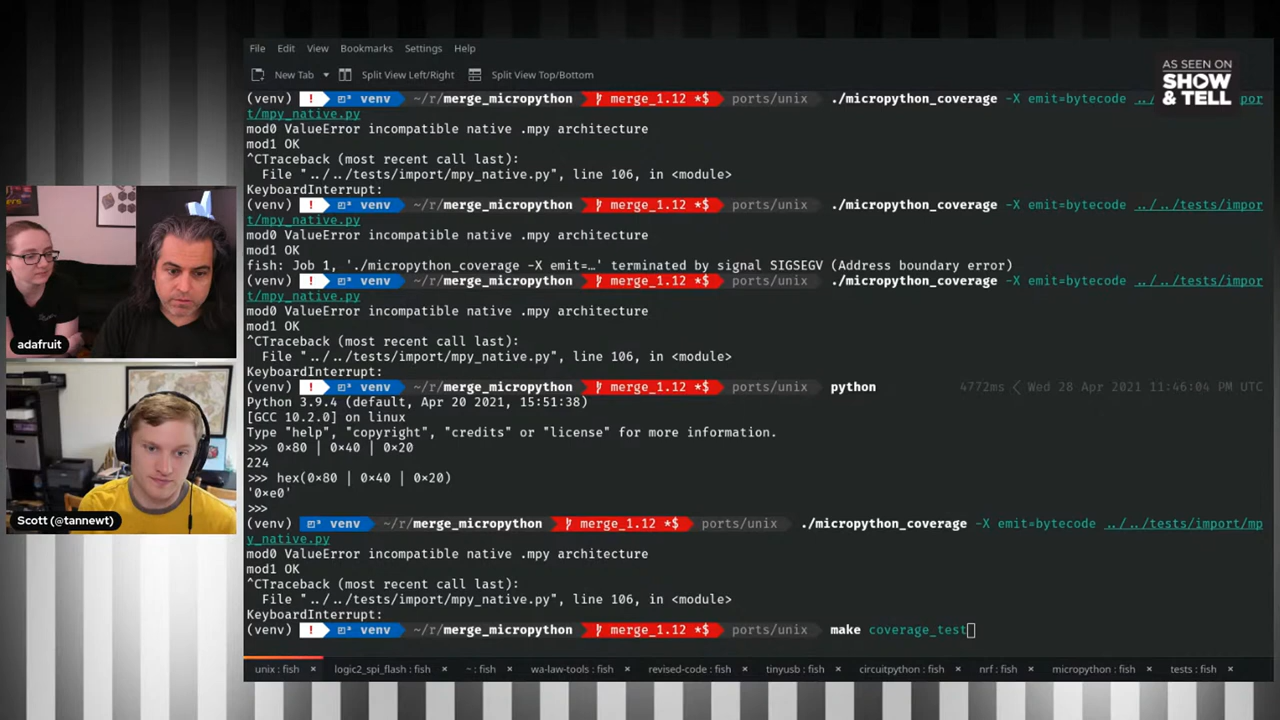 File Edit View Bookmarks Settings Help
New Tab Split View Left/Right Split View Top/Bottom
AS SEEN ON
SHOW
& TELL
(venv) ! venv ~/r/merge_micropython merge_1.12 *$ ports/unix ./micropython_coverage -X emit=bytecode ../ por
t/mpy_native.py
mod0 ValueError incompatible native .mpy architecture
mod1 OK
^CTraceback (most recent call last):
File "../../tests/import/mpy_native.py", line 106, in <module>
KeyboardInterrupt:
(venv) ! venv ~/r/merge_micropython merge_1.12 *$ ports/unix ./micropython_coverage -X emit=bytecode ../../tests/impor
t/mpy_native.py
mod0 ValueError incompatible native .mpy architecture
mod1 OK
fish: Job 1, './micropython_coverage -X emit=…' terminated by signal SIGSEGV (Address boundary error)
(venv) ! venv ~/r/merge_micropython merge_1.12 *$ ports/unix ./micropython_coverage -X emit=bytecode ../../tests/impor
t/mpy_native.py
mod0 ValueError incompatible native .mpy architecture
mod1 OK
^CTraceback (most recent call last):
File "../../tests/import/mpy_native.py", line 106, in <module>
KeyboardInterrupt:
(venv) ! venv ~/r/merge_micropython merge_1.12 *$ ports/unix python 4772ms < Wed 28 Apr 2021 11:46:04 PM UTC
Python 3.9.4 (default, Apr 20 2021, 15:51:38)
[GCC 10.2.0] on linux
Type "help", "copyright", "credits" or "license" for more information.
>>> 0x80 | 0x40 | 0x20
224
>>> hex(0x80 | 0x40 | 0x20)
'0xe0'
>>>
(venv) venv ~/r/merge_micropython merge_1.12 *$ ports/unix ./micropython_coverage -X emit=bytecode ../../tests/import/mp
y_native.py
mod0 ValueError incompatible native .mpy architecture
mod1 OK
^CTraceback (most recent call last):
File "../../tests/import/mpy_native.py", line 106, in <module>
KeyboardInterrupt:
(venv) ! venv ~/r/merge_micropython merge_1.12 *$ ports/unix make coverage_test
unix : fish × logic2_spi_flash : fish × ~ : fish × wa-law-tools : fish × revised-code : fish × tinyusb : fish × circuitpython : fish × nrf : fish × micropython : fish × tests : fish ×
adafruit
Scott (@tannewt)